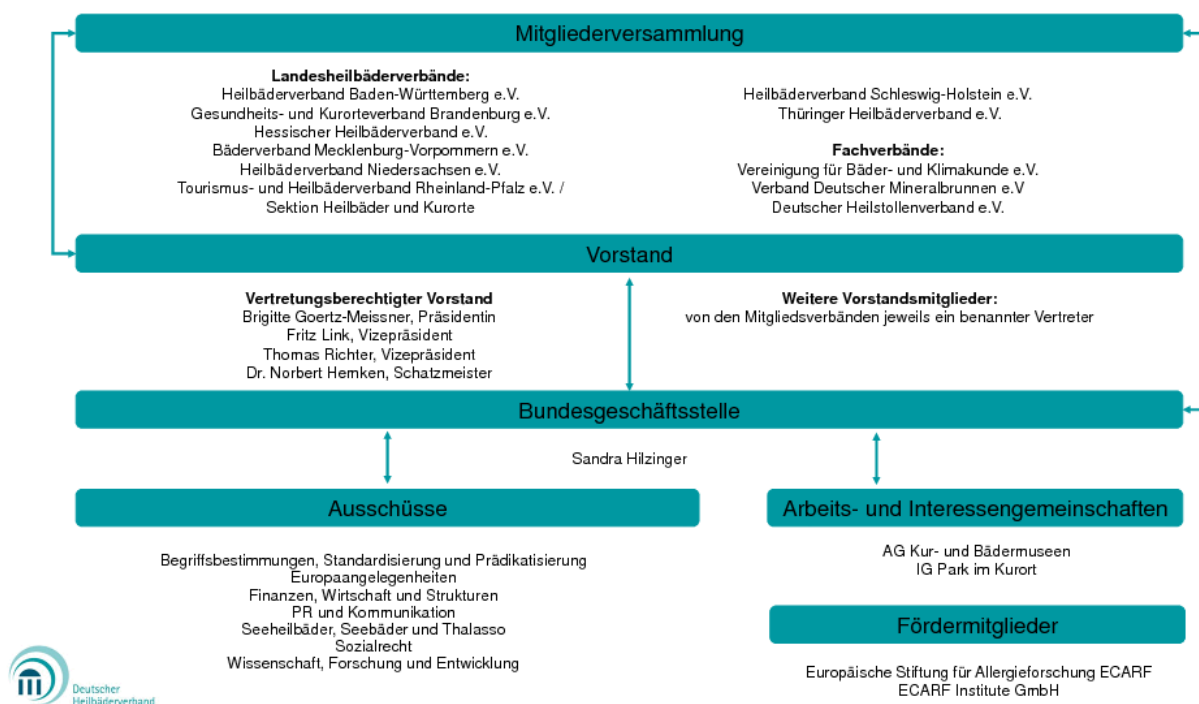 Mitgliederversammlung
Landesheilbäderverbände:
Heilbäderverband Baden-Württemberg e.V.
Gesundheits- und Kurorteverband Brandenburg e.V.
Hessischer Heilbäderverband e.V.
Bäderverband Mecklenburg-Vorpommern e.V.
Heilbäderverband Niedersachsen e.V.
Tourismus- und Heilbäderverband Rheinland-Pfalz e.V. /
Sektion Heilbäder und Kurorte
Heilbäderverband Schleswig-Holstein e.V.
Thüringer Heilbäderverband e.V.
Fachverbände:
Vereinigung für Bäder- und Klimakunde e.V.
Verband Deutscher Mineralbrunnen e.V
Deutscher Heilstollenverband e.V.
Vorstand
Vertretungsberechtigter Vorstand
Brigitte Goertz-Meissner, Präsidentin
Fritz Link, Vizepräsident
Thomas Richter, Vizepräsident
Dr. Norbert Hemken, Schatzmeister
Weitere Vorstandsmitglieder:
von den Mitgliedsverbänden jeweils ein benannter Vertreter
Bundesgeschäftsstelle
Sandra Hilzinger
Ausschüsse
Begriffsbestimmungen, Standardisierung und Prädikatisierung
Europaangelegenheiten
Finanzen, Wirtschaft und Strukturen
PR und Kommunikation
Seeheilbäder, Seebäder und Thalasso
Sozialrecht
Wissenschaft, Forschung und Entwicklung
Arbeits- und Interessengemeinschaften
AG Kur- und Bädermuseen
IG Park im Kurort
Fördermitglieder
Europäische Stiftung für Allergieforschung ECARF
ECARF Institute GmbH
Deutscher
Heilbäderverband